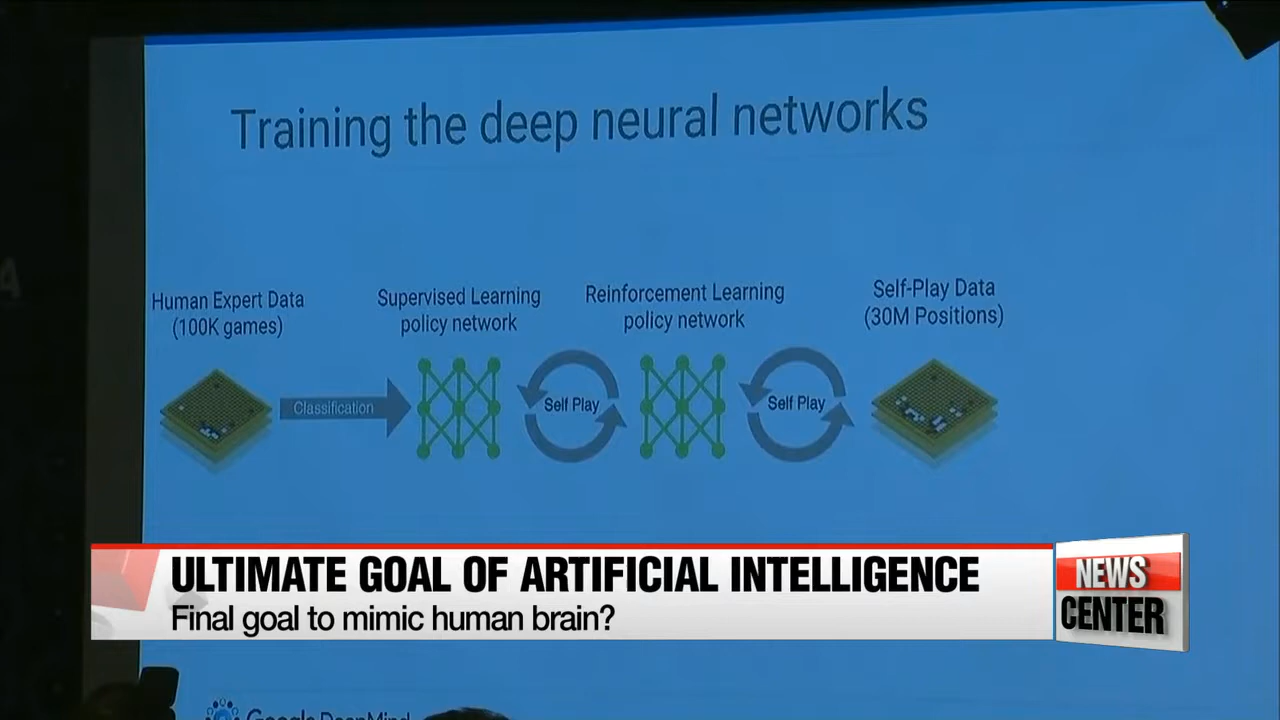 Training the deep neural networks
Human Expert Data
(100K games)
Supervised Learning
policy network
Reinforcement Learning
policy network
Self-Play Data
(30M Positions)
Classification
Self Play
Self Play
ULTIMATE GOAL OF ARTIFICIAL INTELLIGENCE
Final goal to mimic human brain?
NEWS
CENTER
Google DeepMind